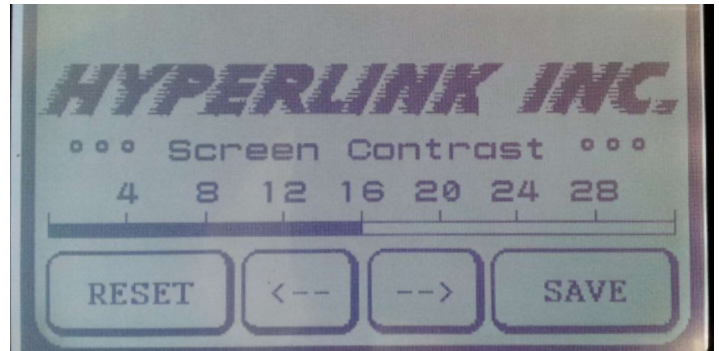 HYPERLINK INC.
°°° Screen Contrast °°°
4 8 12 16 20 24 28
RESET <-- --> SAVE